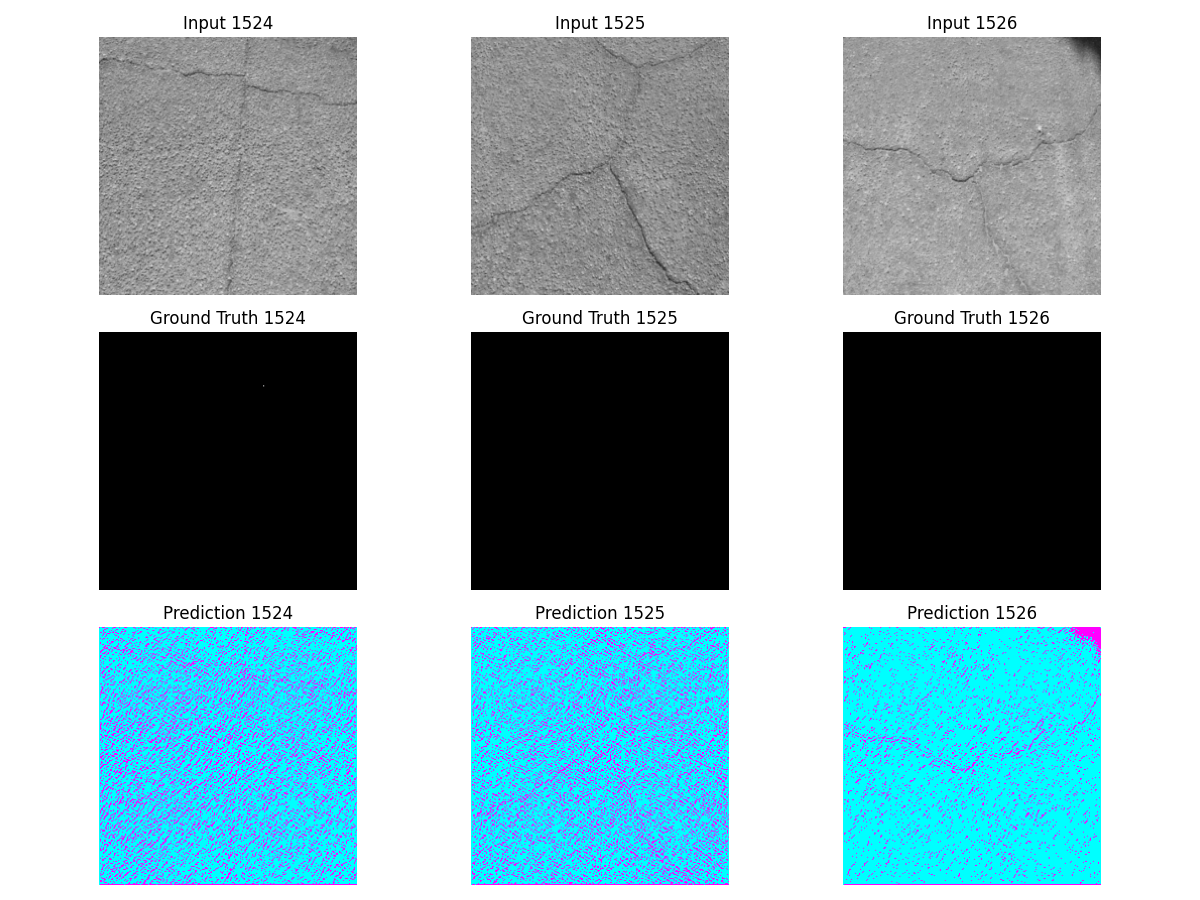 Input 1524
Input 1525
Input 1526
Ground Truth 1524
Ground Truth 1525
Ground Truth 1526
Prediction 1524
Prediction 1525
Prediction 1526